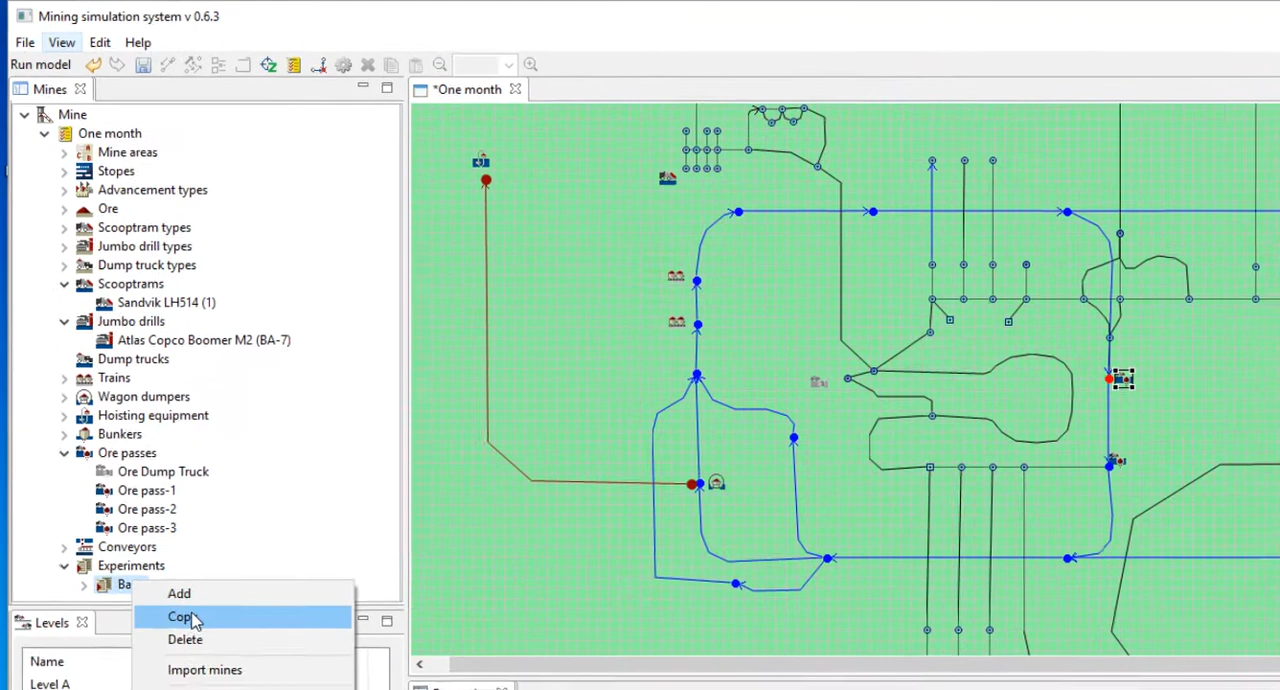 Mining simulation system v 0.6.3
File View Edit Help
Run model
Mines
*One month
Mine
One month
Mine areas
Stopes
Advancement types
Ore
Scooptram types
Jumbo drill types
Dump truck types
Scooptrams
Sandvik LH514 (1)
Jumbo drills
Atlas Copco Boomer M2 (BA-7)
Dump trucks
Trains
Wagon dumpers
Hoisting equipment
Bunkers
Ore passes
Ore Dump Truck
Ore pass-1
Ore pass-2
Ore pass-3
Conveyors
Experiments
Ba
Add
Copy
Delete
Import mines
Levels
Name
Level A